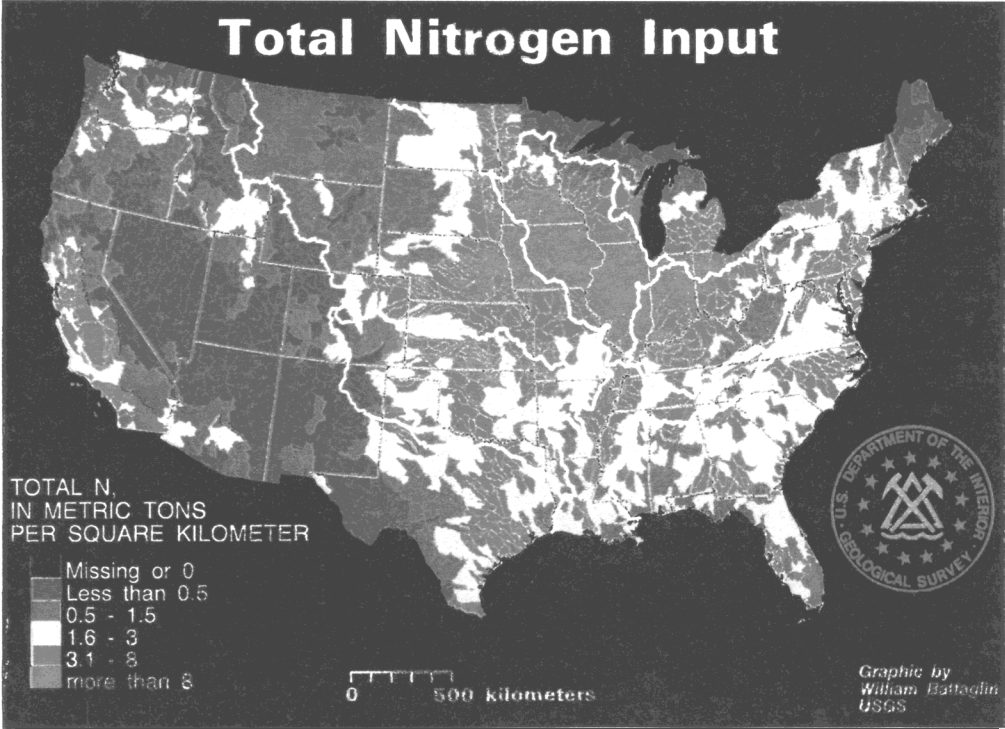 Total Nitrogen Input
TOTAL N,
IN METRIC TONS
PER SQUARE KILOMETER
Missing or 0
Less than 0.5
0.5 - 1.5
1.6 - 3
3.1 - 8
more than 8
0 500 kilometers
U.S. DEPARTMENT OF THE INTERIOR
GEOLOGICAL SURVEY
Graphic by
William Battaglin
USGS